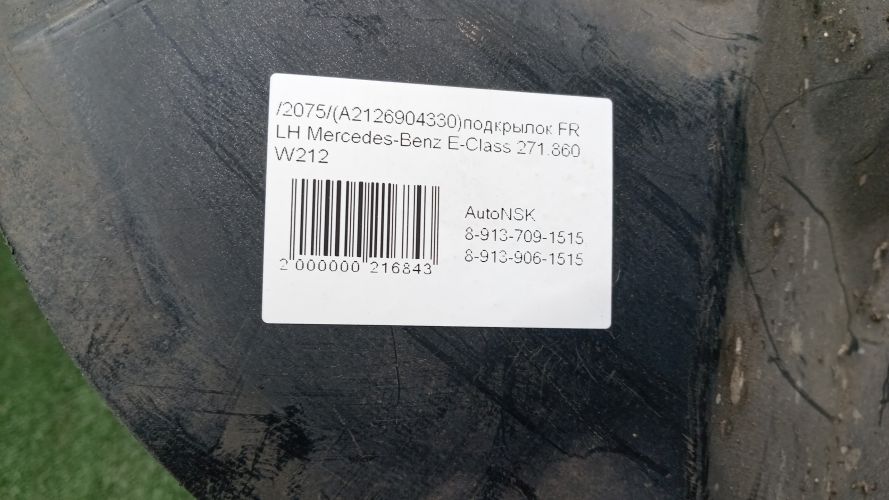 /2075/(A2126904330)подкрылок FR
LH Mercedes-Benz E-Class 271.860
W212
AutoNSK
8-913-709-1515
8-913-906-1515
2 000000 216843